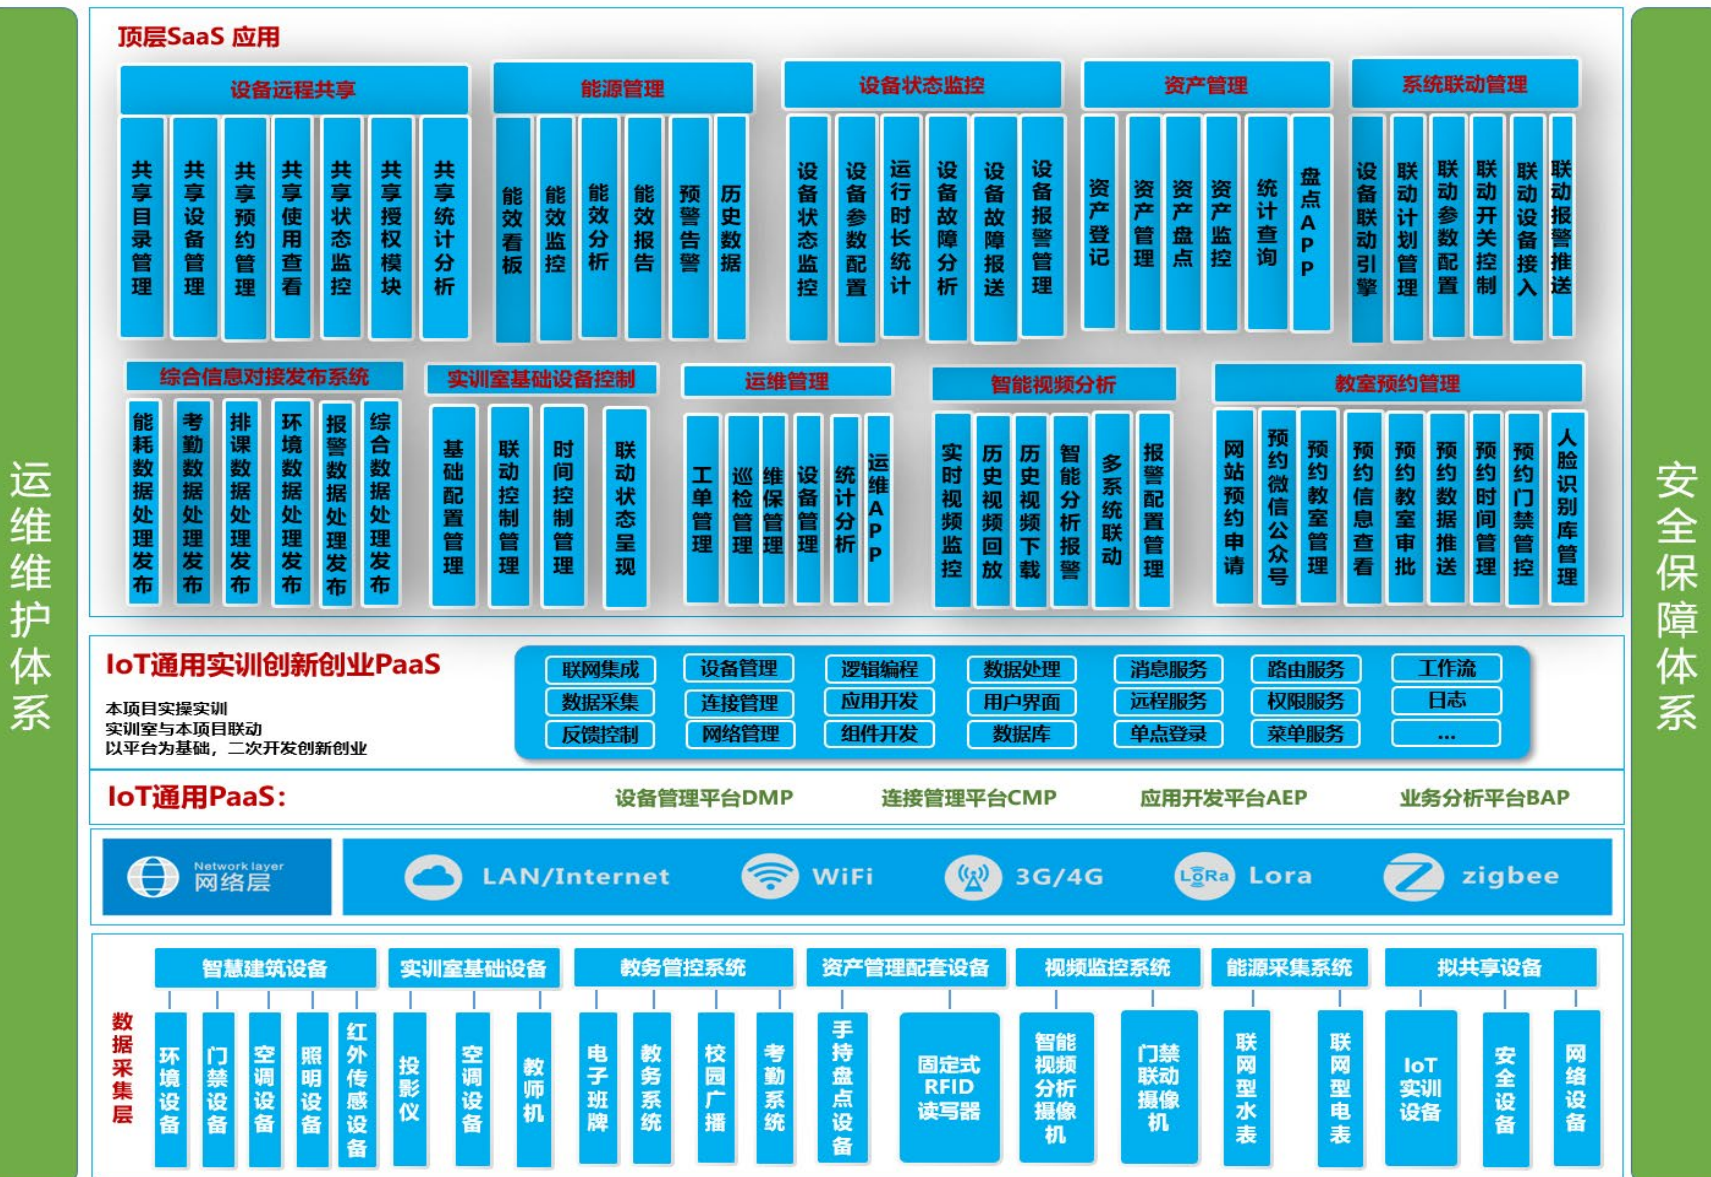 运维维护体系
顶层SaaS 应用
设备远程共享
共享目录管理
共享设备管理
共享预约管理
共享使用查看
共享状态监控
共享授权模块
共享统计分析
能源管理
能效看板
能效监控
能效分析
能效报告
预警告警
历史数据
设备状态监控
设备状态监控
设备参数配置
运行时长统计
设备故障分析
设备故障报送
设备报警管理
资产管理
资产登记
资产管理
资产盘点
资产监控
统计查询
盘点APP
系统联动管理
设备联动引擎
联动计划管理
联动参数配置
联动开关控制
联动设备接入
联动报警推送
综合信息对接发布系统
能耗数据处理发布
考勤数据处理发布
排课数据处理发布
环境数据处理发布
报警数据处理发布
综合数据处理发布
实训室基础设备控制
基础配置管理
联动控制管理
时间控制管理
联动状态呈现
运维管理
工单管理
巡检管理
维保管理
设备管理
统计分析
运维APP
智能视频分析
实时视频监控
历史视频回放
历史视频下载
智能分析报警
多系统联动
报警配置管理
教室预约管理
网站预约申请
预约微信公众号
预约教室管理
预约信息查看
预约教室审批
预约数据推送
预约时间管理
预约门禁管控
人脸识别库管理
IoT通用实训创新创业PaaS
本项目实操实训
实训室与本项目联动
以平台为基础，二次开发创新创业
联网集成
设备管理
逻辑编程
数据处理
消息服务
路由服务
工作流
数据采集
连接管理
应用开发
用户界面
远程服务
权限服务
日志
反馈控制
网络管理
组件开发
数据库
单点登录
菜单服务
...
IoT通用PaaS：
设备管理平台DMP
连接管理平台CMP
应用开发平台AEP
业务分析平台BAP
Network layer
网络层
LAN/Internet
WiFi
3G/4G
LoRa
Lora
zigbee
数据采集层
智慧建筑设备
环境设备
门禁设备
空调设备
照明设备
红外传感设备
实训室基础设备
投影仪
空调设备
教师机
教务管控系统
电子班牌
教务系统
校园广播
考勤系统
资产管理配套设备
手持盘点设备
固定式
RFID
读写器
视频监控系统
智能
视频
分析
摄像
机
门禁
联动
摄像
机
能源采集系统
联网型水表
联网型电表
拟共享设备
IoT
实训
设备
安全设备
网络设备
安全保障体系